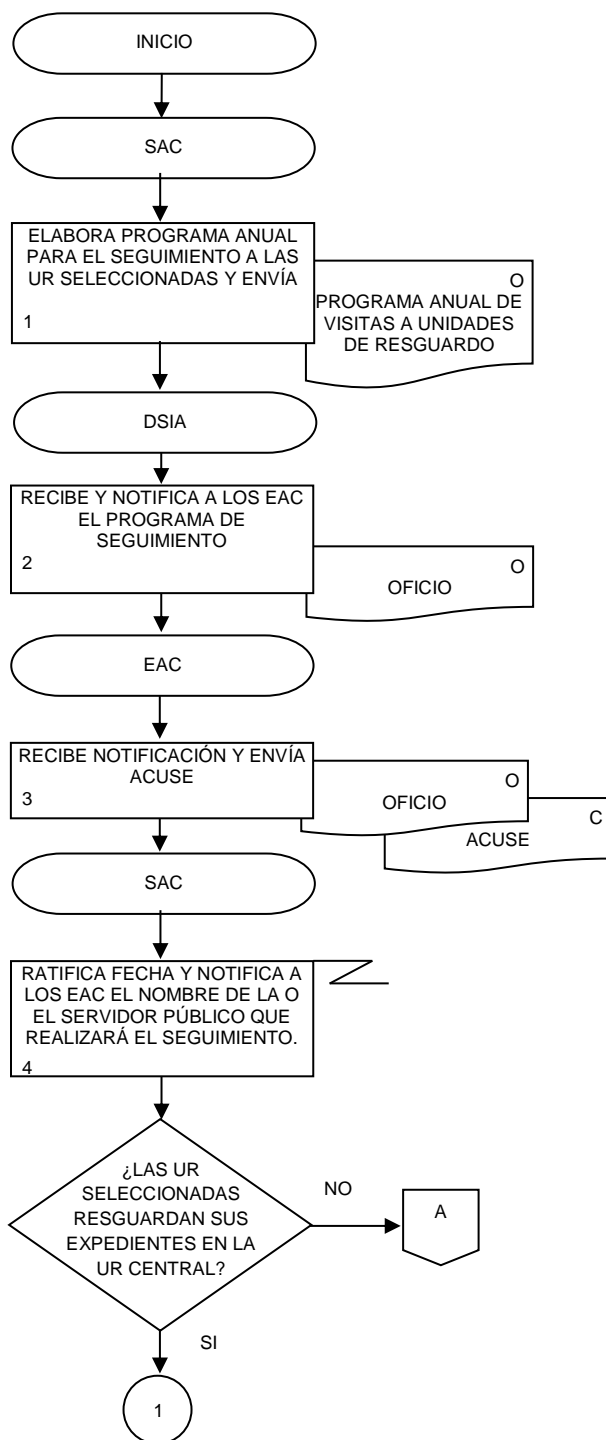 INICIO
SAC
ELABORA PROGRAMA ANUAL
PARA EL SEGUIMIENTO A LAS
UR SELECCIONADAS Y ENVÍA
1
O
PROGRAMA ANUAL DE
VISITAS A UNIDADES
DE RESGUARDO
DSIA
RECIBE Y NOTIFICA A LOS EAC
EL PROGRAMA DE
SEGUIMIENTO
2
O
OFICIO
EAC
RECIBE NOTIFICACIÓN Y ENVÍA
ACUSE
3
O
OFICIO
C
ACUSE
SAC
RATIFICA FECHA Y NOTIFICA A
LOS EAC EL NOMBRE DE LA O
EL SERVIDOR PÚBLICO QUE
REALIZARÁ EL SEGUIMIENTO.
4
¿LAS UR
SELECCIONADAS
RESGUARDAN SUS
EXPEDIENTES EN LA
UR CENTRAL?
NO
A
SI
1